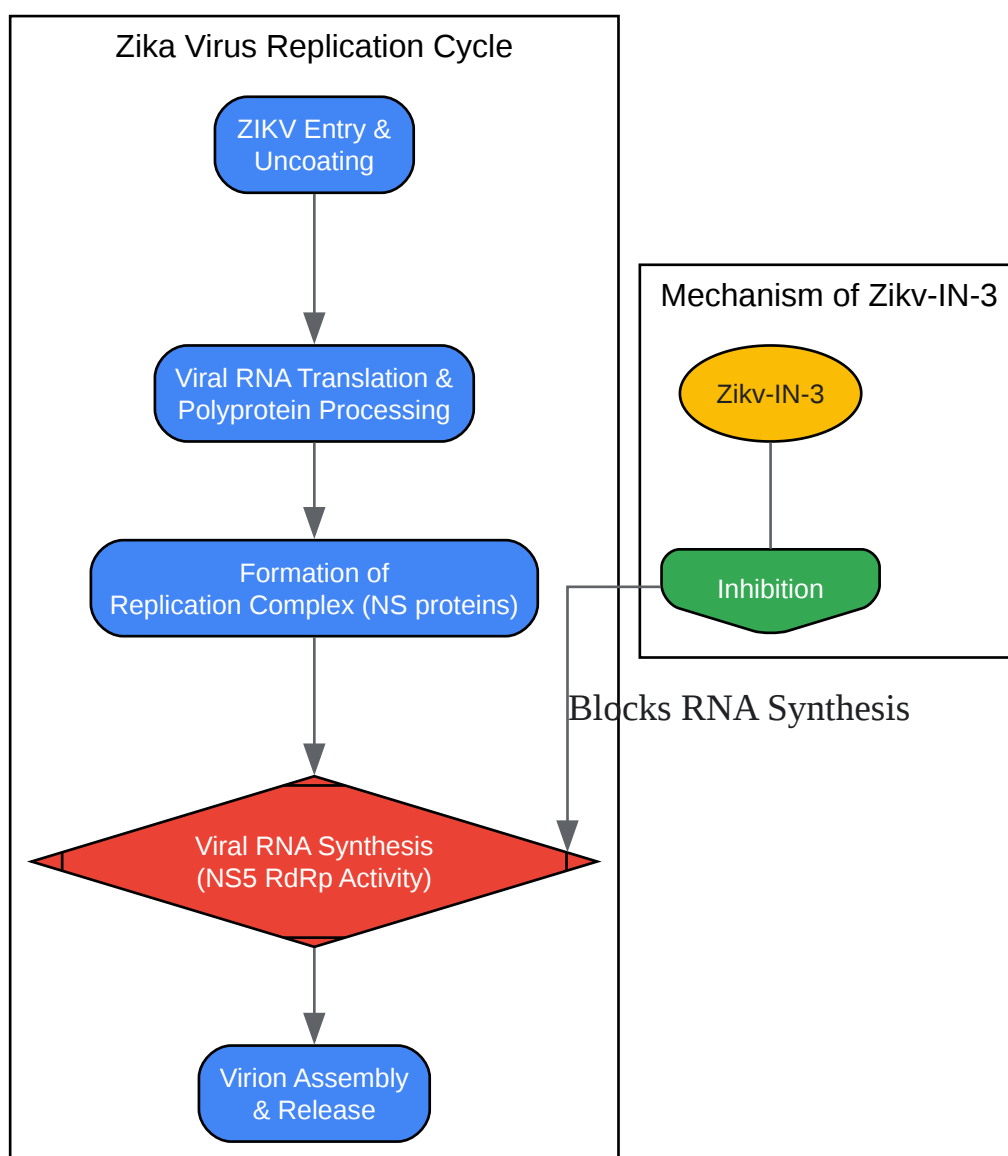 Zika Virus Replication Cycle
ZIKV Entry &
Uncoating
Viral RNA Translation &
Polyprotein Processing
Formation of
Replication Complex (NS proteins)
Viral RNA Synthesis
(NS5 RdRp Activity)
Virion Assembly
& Release
Mechanism of Zikv-IN-3
Zikv-IN-3
Inhibition
Blocks RNA Synthesis